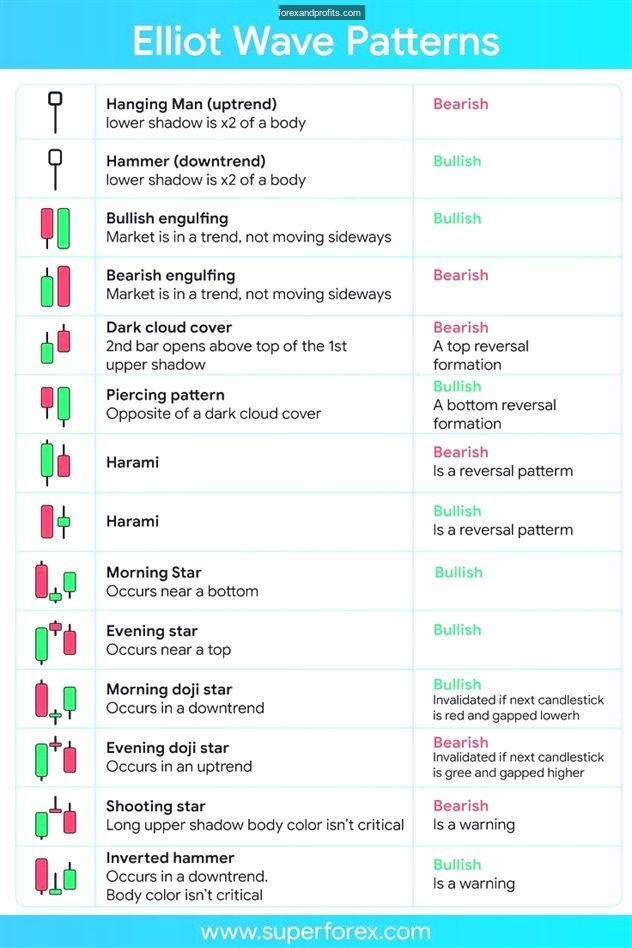 forexandprofits.com
Elliot Wave Patterns
Hanging Man (uptrend)
lower shadow is x2 of a body
Bearish
Hammer (downtrend)
lower shadow is x2 of a body
Bullish
Bullish engulfing
Market is in a trend, not moving sideways
Bullish
Bearish engulfing
Market is in a trend, not moving sideways
Bearish
Dark cloud cover
2nd bar opens above top of the 1st
upper shadow
Bearish
A top reversal
formation
Piercing pattern
Opposite of a dark cloud cover
Bullish
A bottom reversal
formation
Harami
Bearish
Is a reversal patterm
Harami
Bullish
Is a reversal patterm
Morning Star
Occurs near a bottom
Bullish
Evening star
Occurs near a top
Bullish
Morning doji star
Occurs in a downtrend
Bullish
Invalidated if next candlestick
is red and gapped lowerh
Evening doji star
Occurs in an uptrend
Bearish
Invalidated if next candlestick
is gree and gapped higher
Shooting star
Long upper shadow body color isn't critical
Bearish
Is a warning
Inverted hammer
Occurs in a downtrend.
Body color isn't critical
Bullish
Is a warning
www.superforex.com